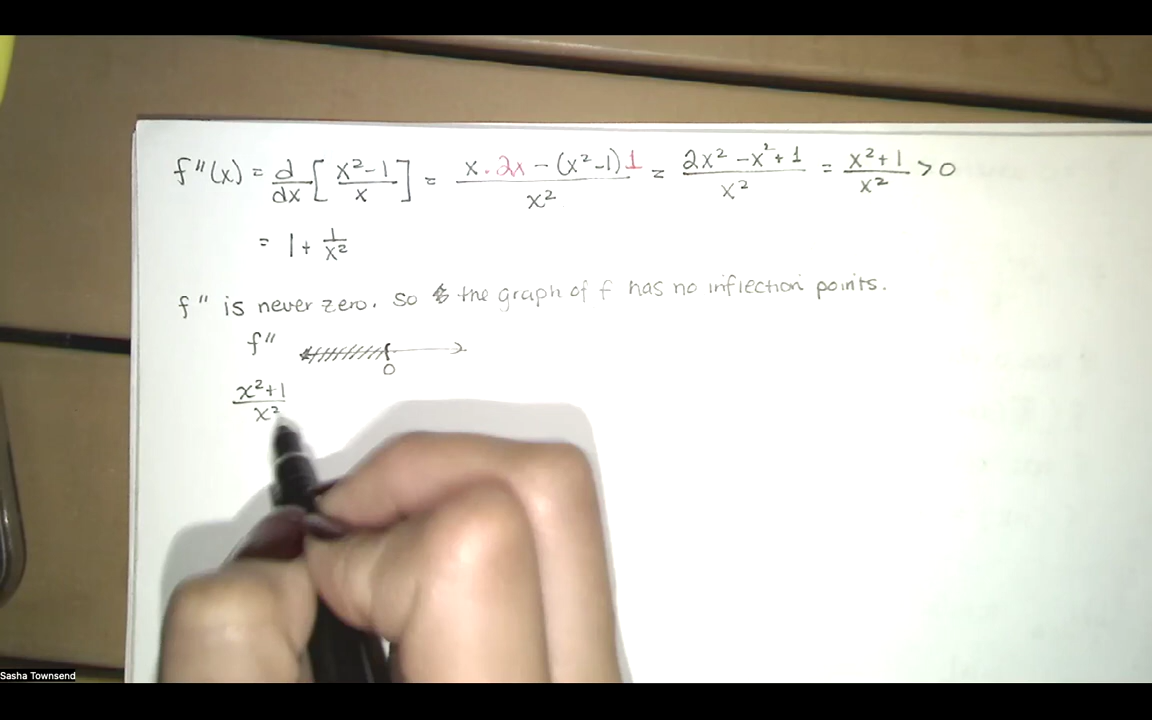 f''(x) = d/dx [ x²-1 / x ] = x · 2x - (x²-1)1 / x² = 2x² - x² + 1 / x² = x²+1 / x² > 0
= 1 + 1/x²
f'' is never zero. So the graph of f has no inflection points.
f''
0
x²+1 / x²
Sasha Townsend